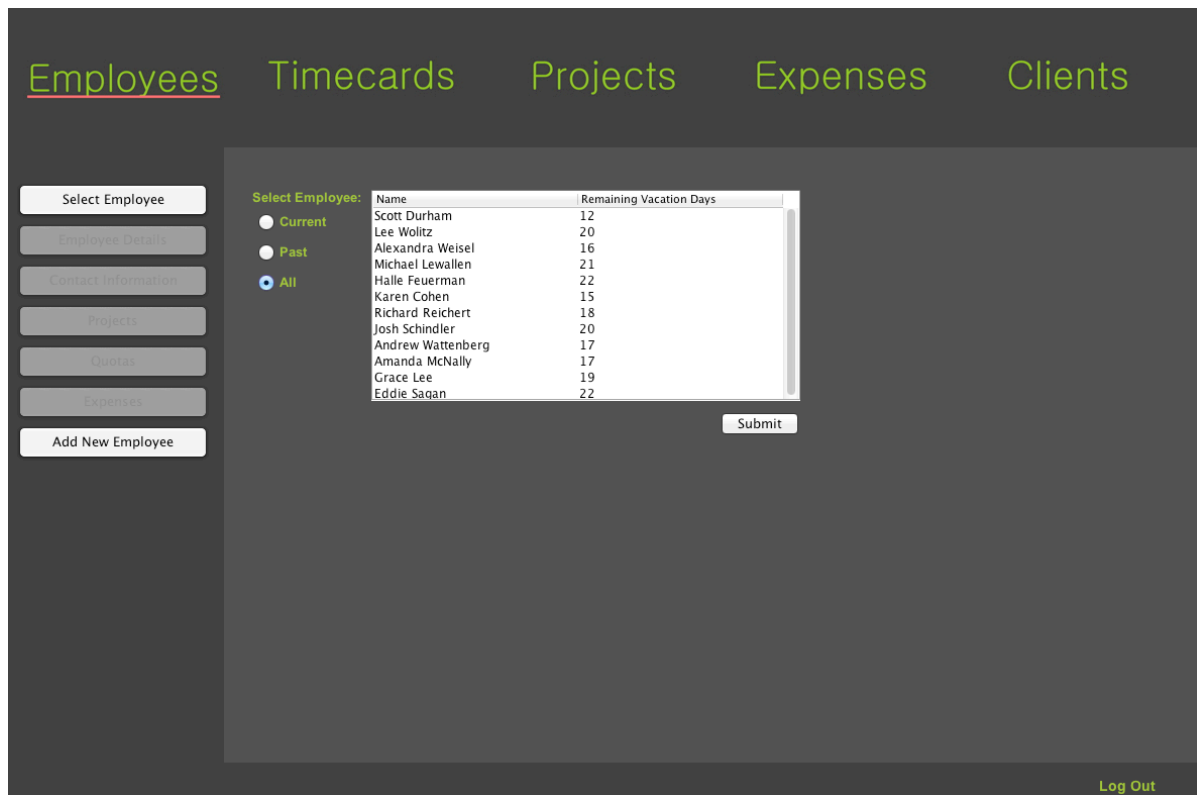 Employees Timecards Projects Expenses Clients
Select Employee
Employee Details
Contact Information
Projects
Quotas
Expenses
Add New Employee
Select Employee:
Current
Past
All
Name Remaining Vacation Days
Scott Durham 12
Lee Wolitz 20
Alexandra Weisel 16
Michael Lewallen 21
Halle Feuerman 22
Karen Cohen 15
Richard Reichert 18
Josh Schindler 20
Andrew Wattenberg 17
Amanda McNally 17
Grace Lee 19
Eddie Sagan 22
Submit
Log Out